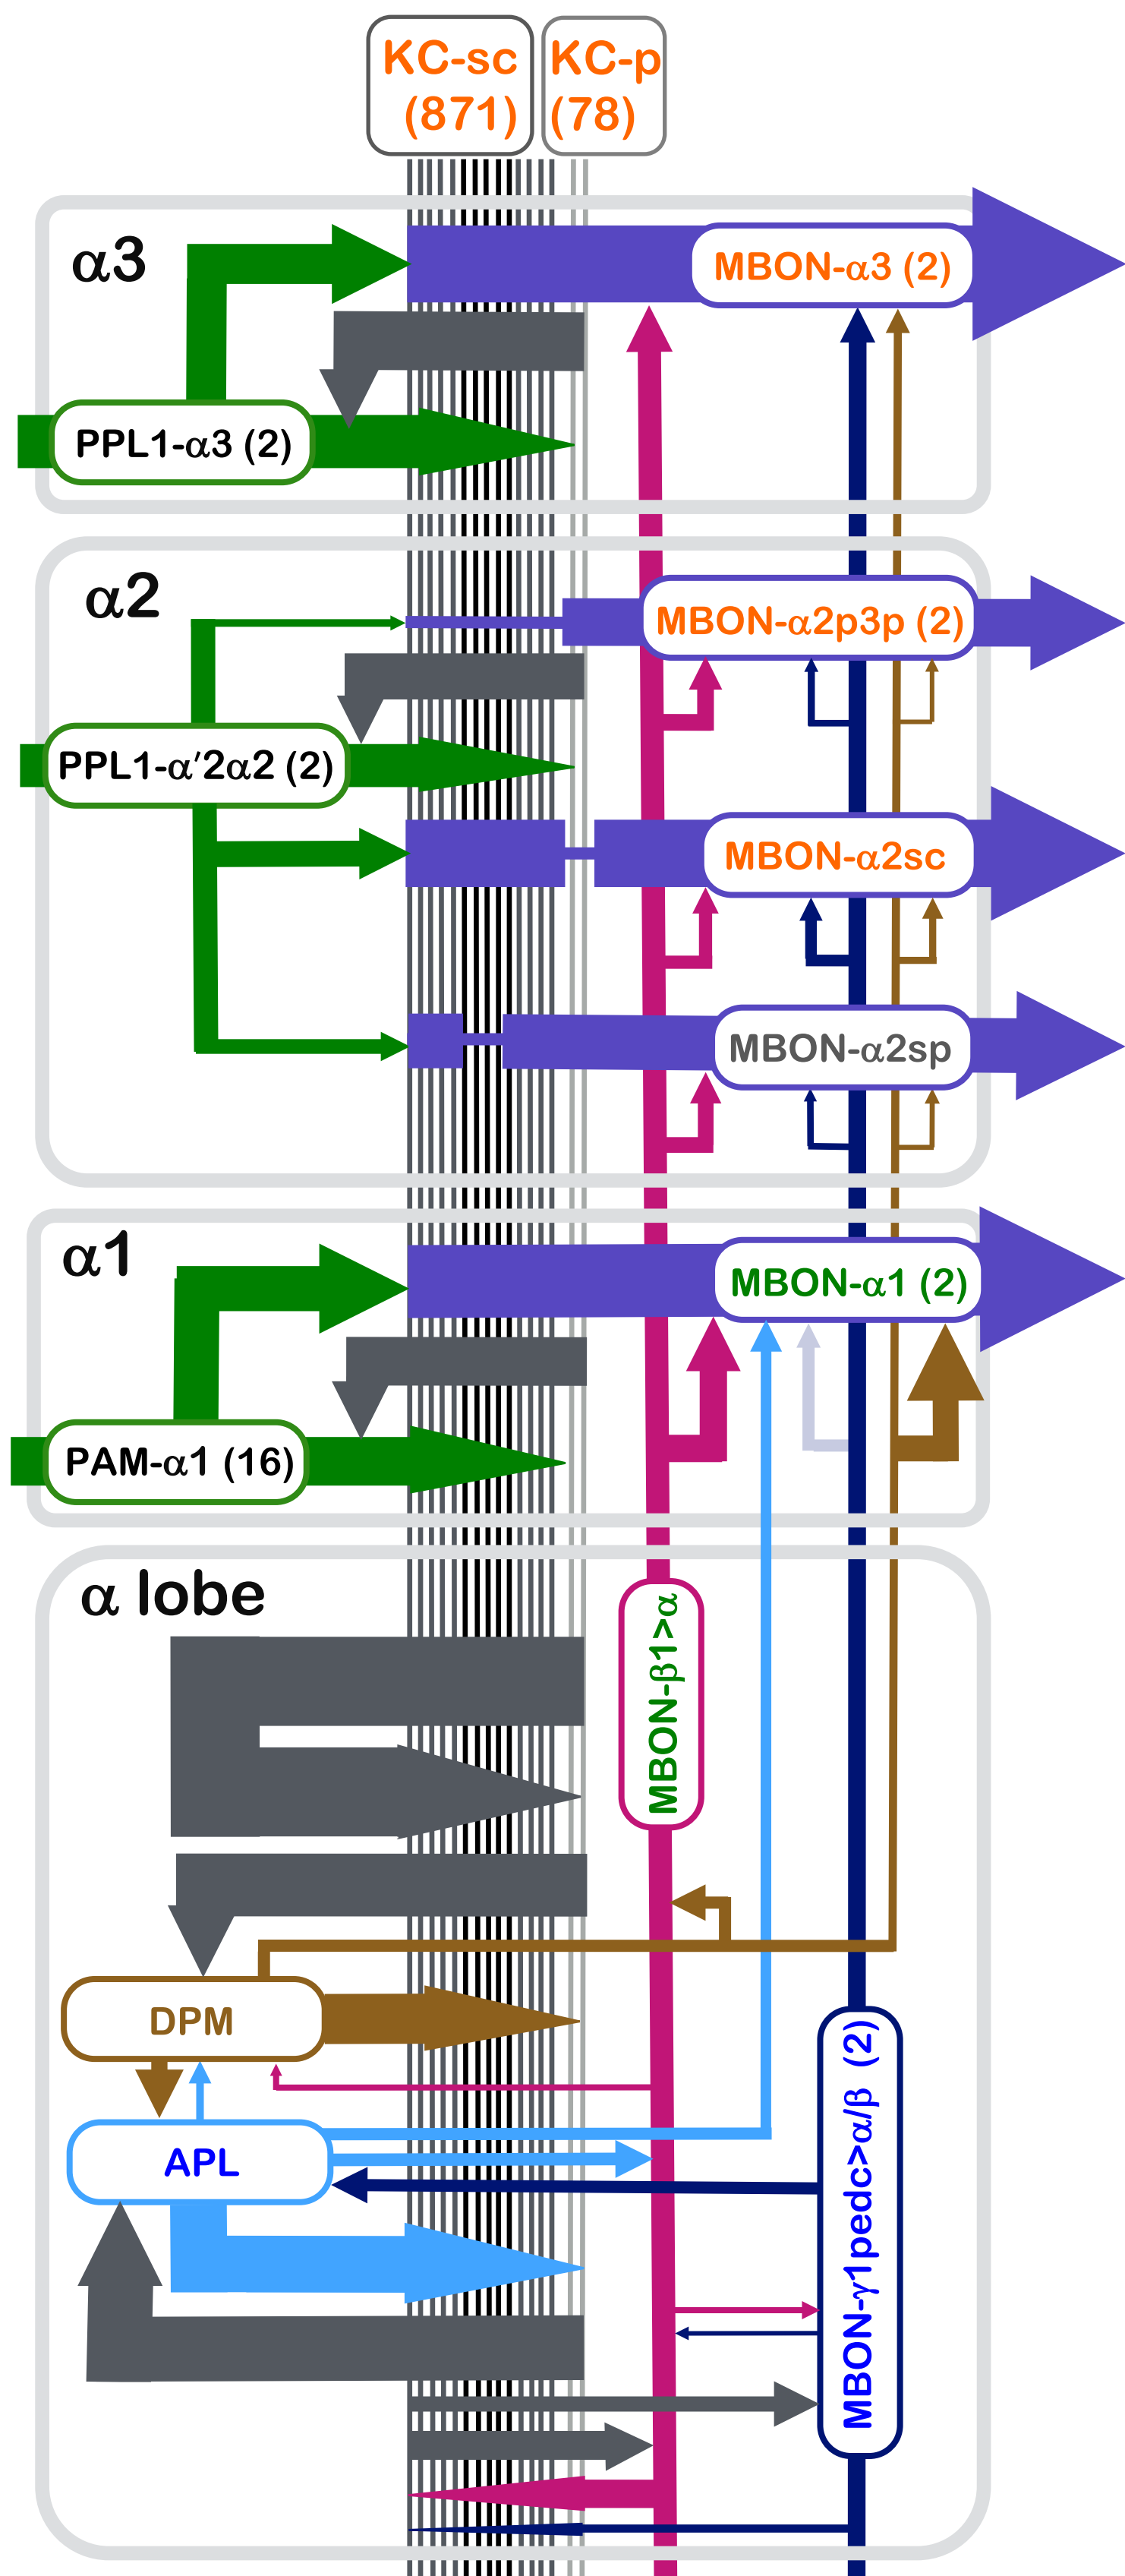 KC-sc
(871)
KC-p
(78)
α3
MBON-α3 (2)
PPL1-α3 (2)
α2
MBON-α2p3p (2)
PPL1-α′2α2 (2)
MBON-α2sc
MBON-α2sp
α1
MBON-α1 (2)
PAM-α1 (16)
α lobe
MBON-β1>α
DPM
APL
MBON-γ1pedc>α/β (2)